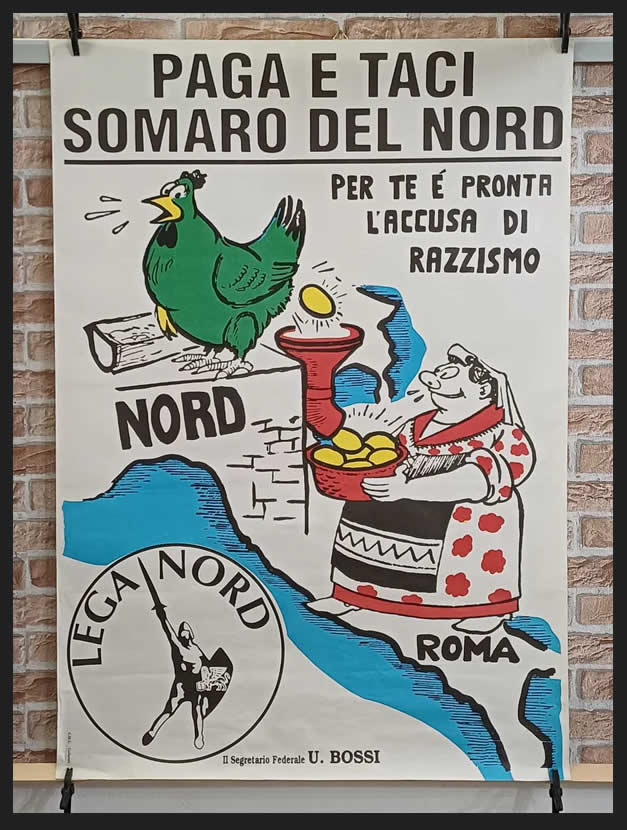 PAGA E TACI
SOMARO DEL NORD
PER TE É PRONTA
L'ACCUSA DI
RAZZISMO
NORD
ROMA
LEGA NORD
Il Segretario Federale U. BOSSI